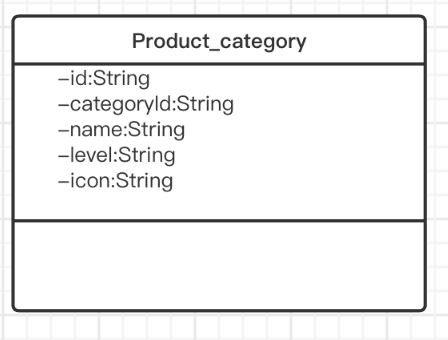 Product_category
–id:String
–categoryId:String
–name:String
–level:String
–icon:String